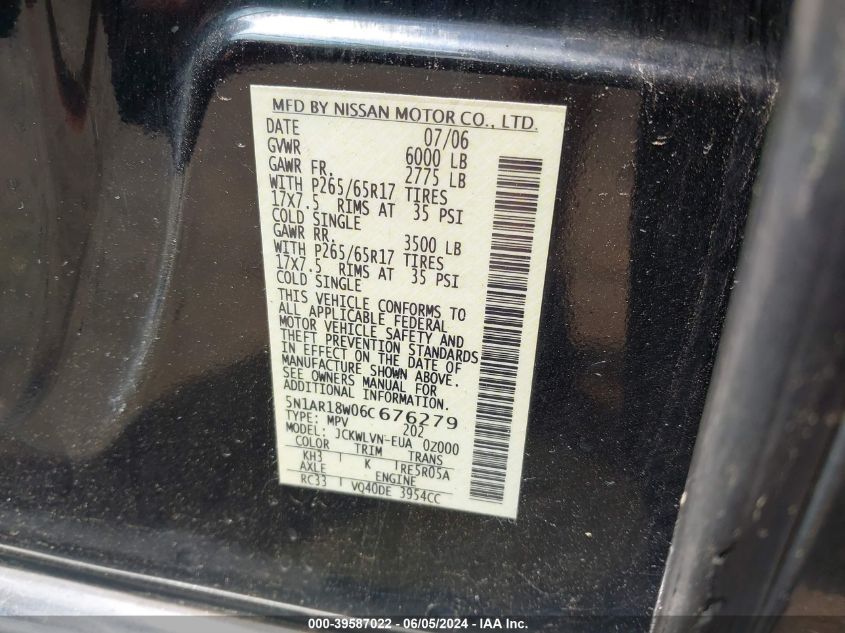 MFD BY NISSAN MOTOR CO., LTD.
DATE 07/06
GVWR 6000 LB
GAWR FR. 2775 LB
WITH P265/65R17 TIRES
17X7.5 RIMS AT 35 PSI
COLD SINGLE
GAWR RR. 3500 LB
WITH P265/65R17 TIRES
17X7.5 RIMS AT 35 PSI
COLD SINGLE
THIS VEHICLE CONFORMS TO
ALL APPLICABLE FEDERAL
MOTOR VEHICLE SAFETY AND
THEFT PREVENTION STANDARDS
IN EFFECT ON THE DATE OF
MANUFACTURE SHOWN ABOVE.
SEE OWNERS MANUAL FOR
ADDITIONAL INFORMATION.
5N1AR18W06C676279
TYPE: MPV 202
MODEL: JCKWLVN-EUA 0Z000
COLOR TRIM TRANS
KH3 K RE5R05A
AXLE ENGINE
RC33 VQ40DE 3954CC
000-39587022 - 06/05/2024 - IAA Inc.